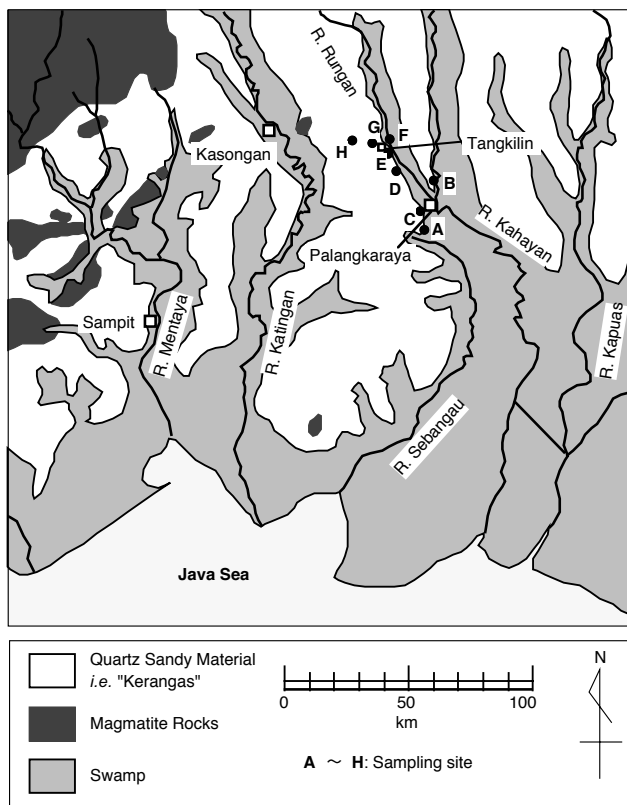 R. Rungan
Kasongan
G
F
H
E
D
Tangkilin
B
C
A
Palangkaraya
R. Kahayan
Sampit
R. Mentaya
R. Katingan
R. Sebangau
R. Kapuas
Java Sea
Quartz Sandy Material
i.e. "Kerangas"
Magmatite Rocks
Swamp
0 50 100
km
A ~ H: Sampling site
N